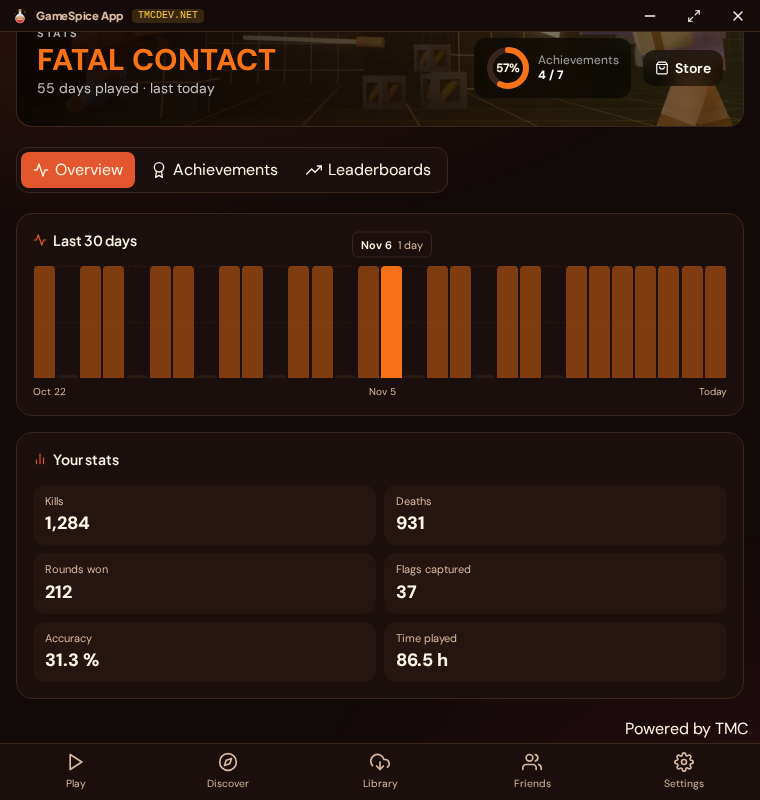 GameSpice App TMCDEV.NET
STATS
FATAL CONTACT
55 days played · last today
57%
Achievements
4 / 7
Store
Overview
Achievements
Leaderboards
Last 30 days
Nov 6 1 day
Oct 22
Nov 5
Today
Your stats
Kills
1,284
Deaths
931
Rounds won
212
Flags captured
37
Accuracy
31.3 %
Time played
86.5 h
Powered by TMC
Play
Discover
Library
Friends
Settings